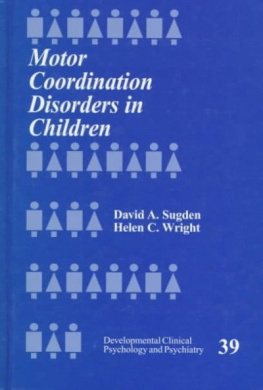 Motor
Coordination
Disorders in
Children
David A. Sugden
Helen C. Wright
Developmental Clinical
Psychology and Psychiatry 39